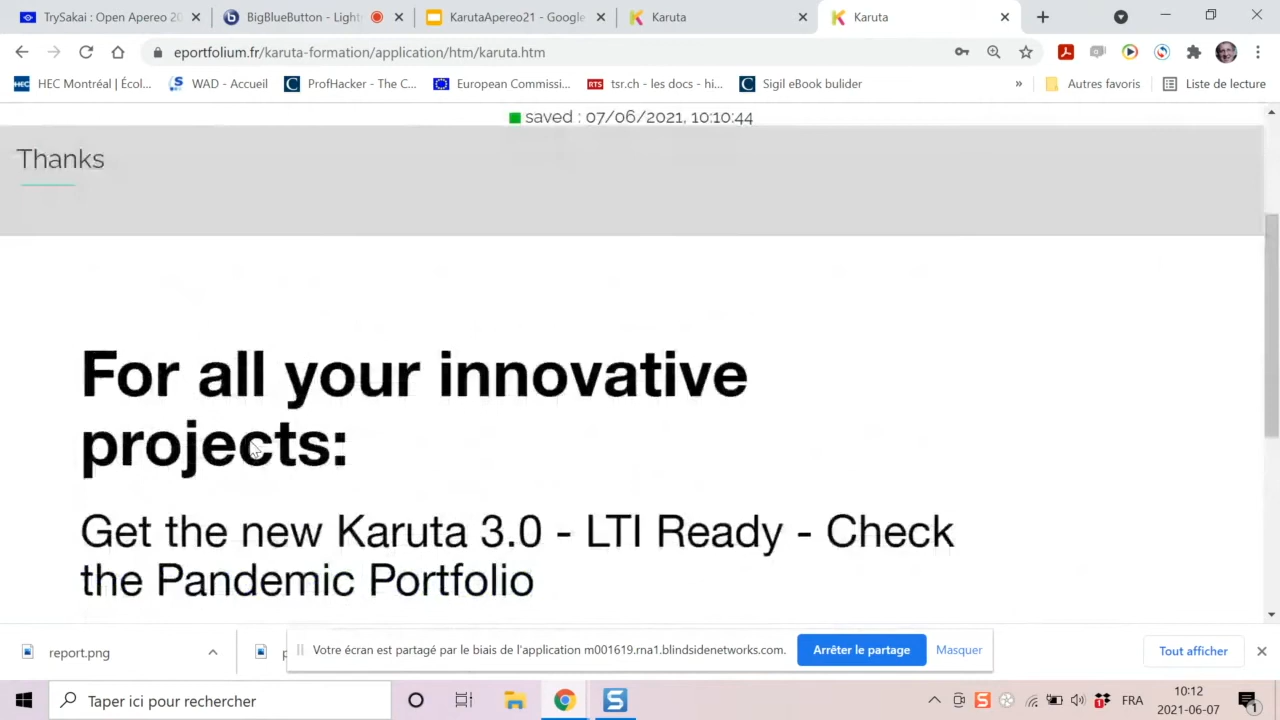 TrySakai : Open Apereo 20
BigBlueButton - Light
KarutaApereo21 - Google
Karuta
Karuta
eportfolium.fr/karuta-formation/application/htm/karuta.htm
HEC Montréal | Écol...
WAD - Accueil
ProfHacker - The C...
European Commissi...
RTS tsr.ch - les docs - hi...
Sigil eBook bulider
»
Autres favoris
Liste de lecture
saved : 07/06/2021, 10:10:44
Thanks
For all your innovative
projects:
Get the new Karuta 3.0 - LTI Ready - Check
the Pandemic Portfolio
report.png
Votre écran est partagé par le biais de l'application m001619.rna1.blindsidenetworks.com.
Arrêter le partage
Masquer
Tout afficher
Taper ici pour rechercher
FRA
10:12
2021-06-07